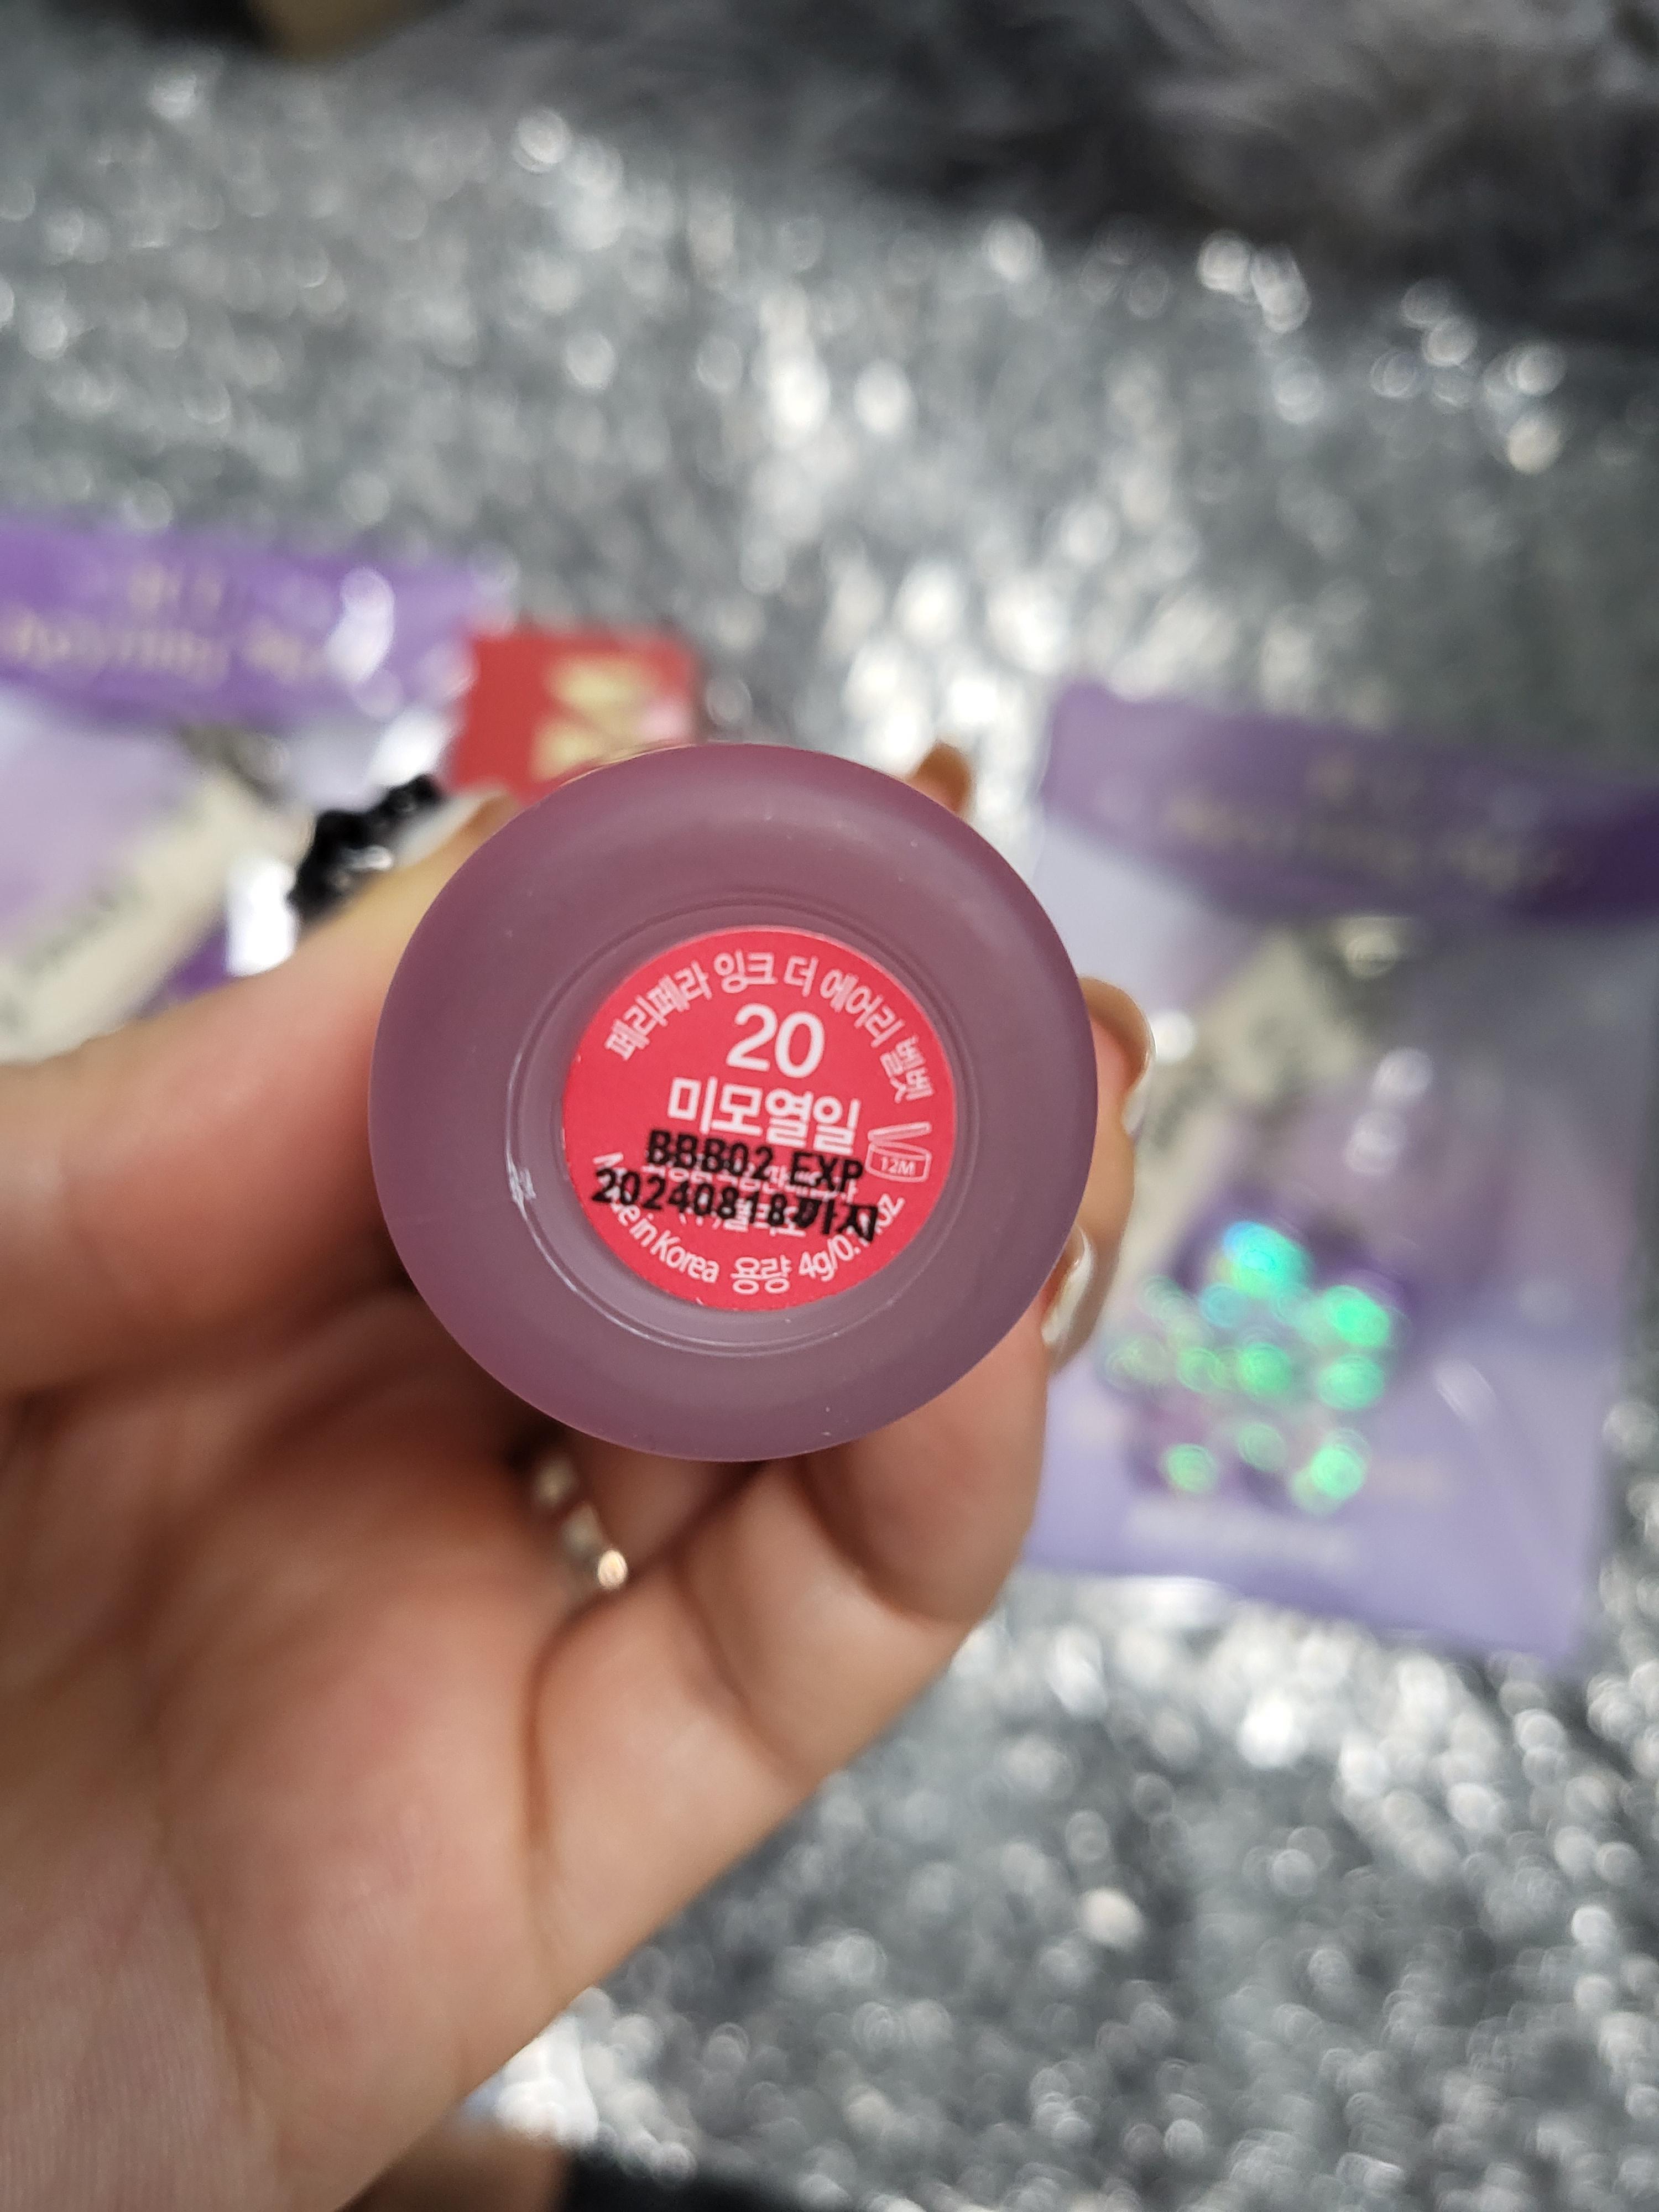 페리페라 잉크 더 에어리 벨벳
20
미모열일
12M
BBB02 EXP
20240818까지
Made in Korea 용량 4g/0.14oz